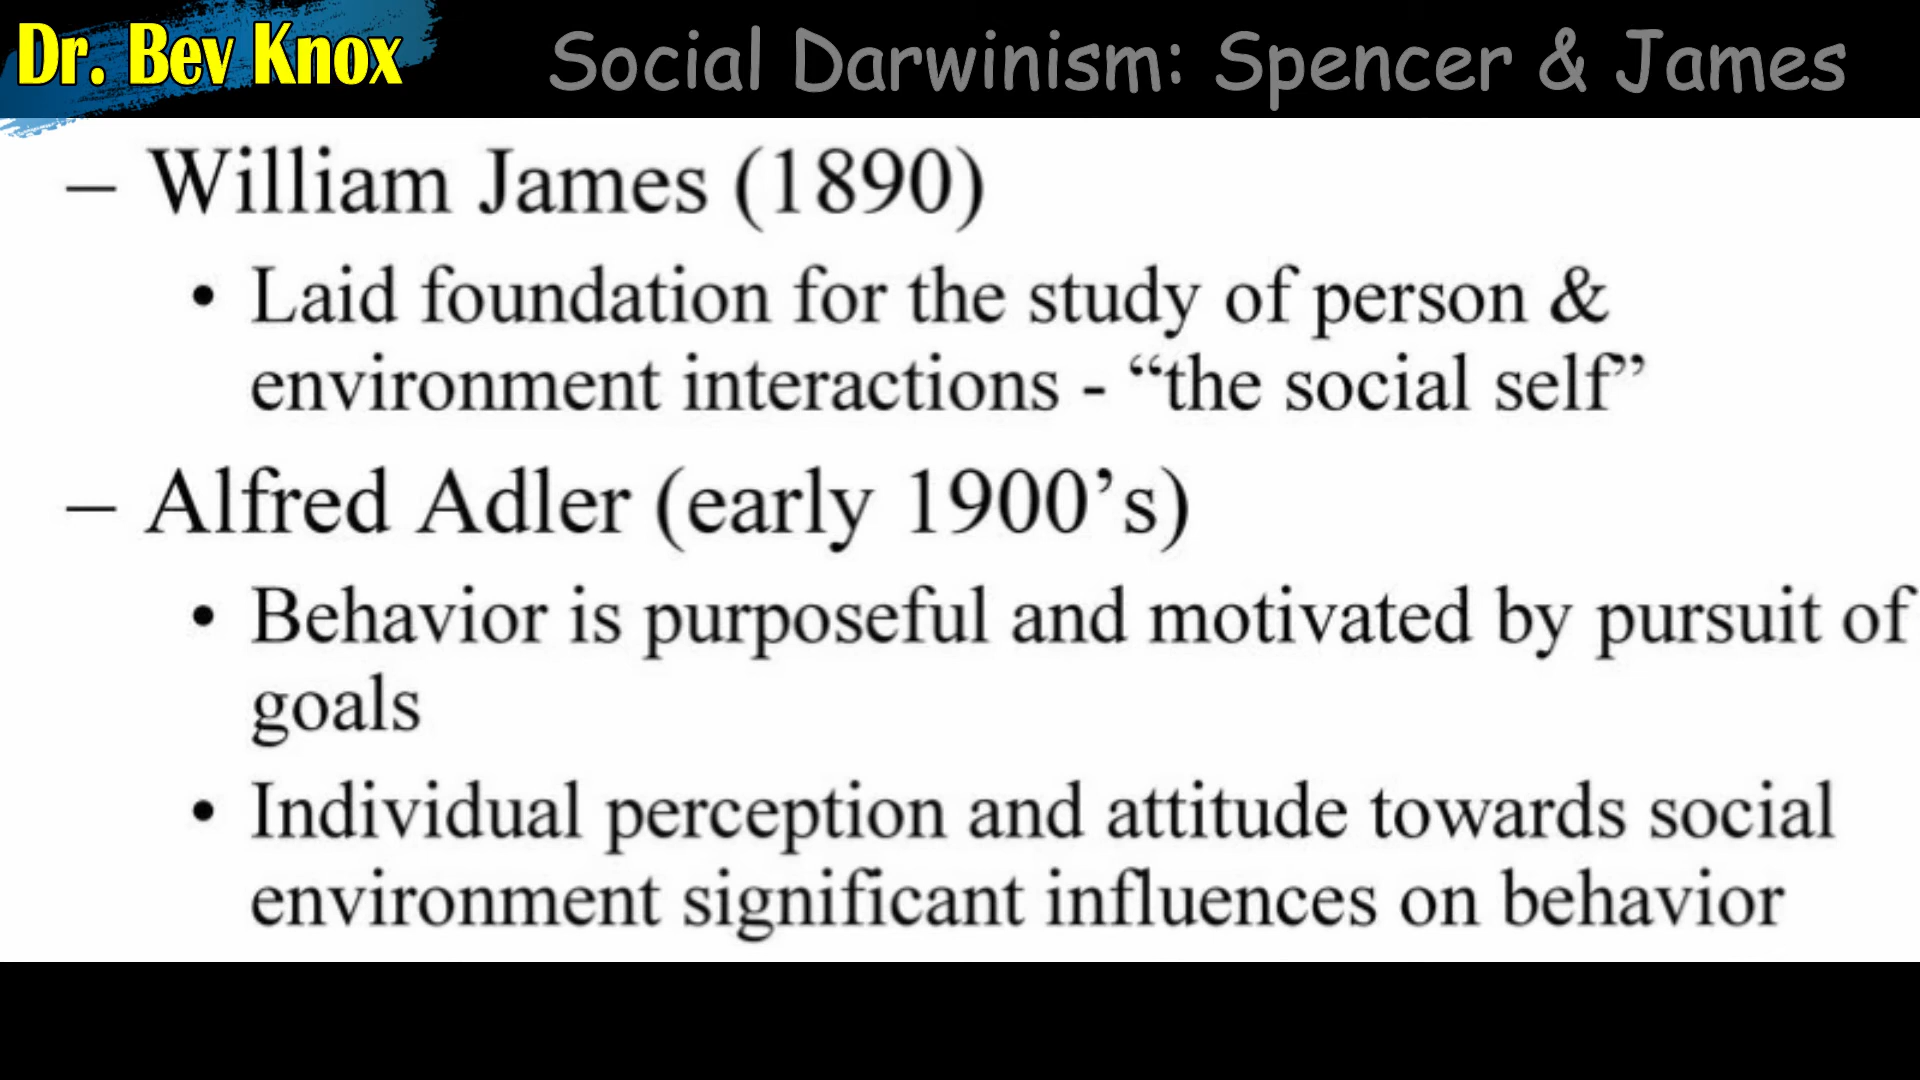 Dr. Bev Knox
Social Darwinism: Spencer & James
– William James (1890)
• Laid foundation for the study of person &
environment interactions - “the social self”
– Alfred Adler (early 1900’s)
• Behavior is purposeful and motivated by pursuit of
goals
• Individual perception and attitude towards social
environment significant influences on behavior